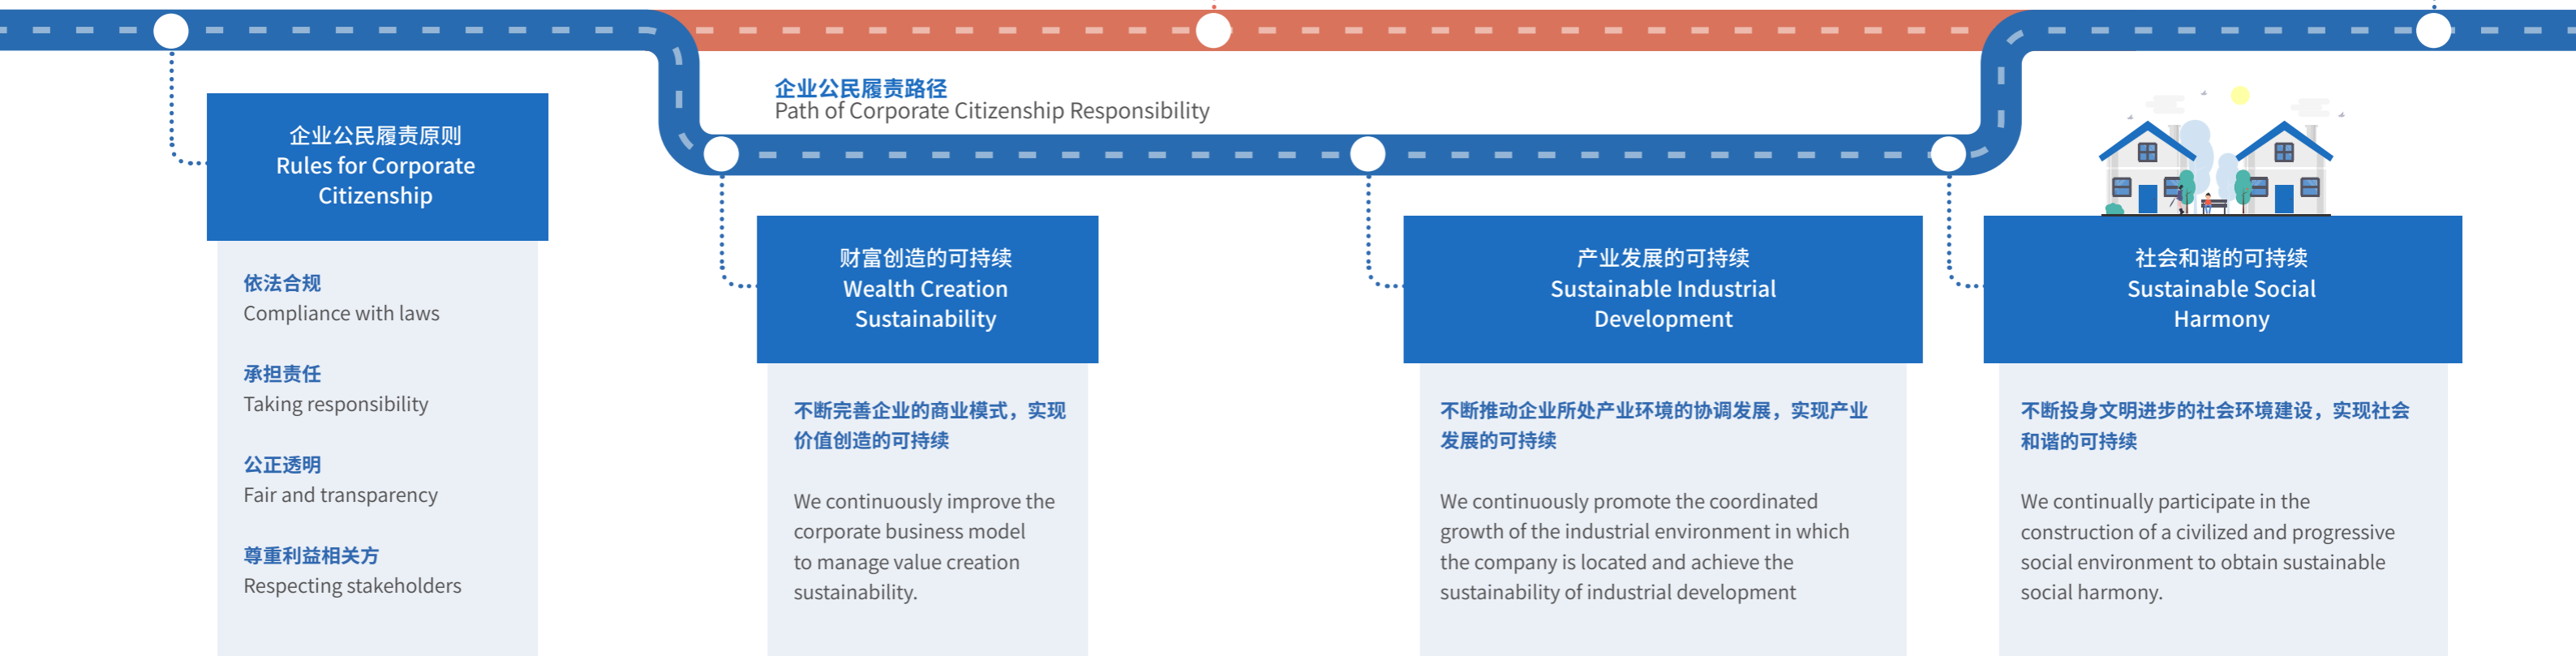 企业公民履责路径
Path of Corporate Citizenship Responsibility
企业公民履责原则
Rules for Corporate
Citizenship
依法合规
Compliance with laws
承担责任
Taking responsibility
公正透明
Fair and transparency
尊重利益相关方
Respecting stakeholders
财富创造的可持续
Wealth Creation
Sustainability
不断完善企业的商业模式，实现
价值创造的可持续
We continuously improve the
corporate business model
to manage value creation
sustainability.
产业发展的可持续
Sustainable Industrial
Development
不断推动企业所处产业环境的协调发展，实现产业
发展的可持续
We continuously promote the coordinated
growth of the industrial environment in which
the company is located and achieve the
sustainability of industrial development
社会和谐的可持续
Sustainable Social
Harmony
不断投身文明进步的社会环境建设，实现社会
和谐的可持续
We continually participate in the
construction of a civilized and progressive
social environment to obtain sustainable
social harmony.